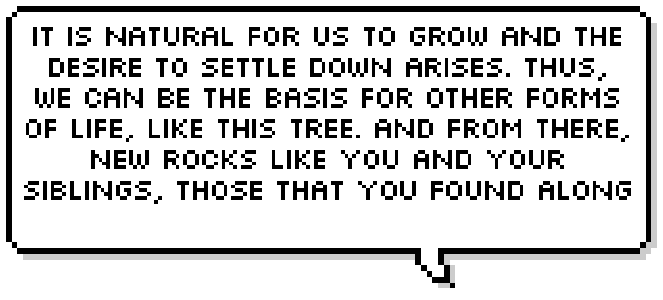 IT IS NATURAL FOR US TO GROW AND THE
DESIRE TO SETTLE DOWN ARISES. THUS,
WE CAN BE THE BASIS FOR OTHER FORMS
OF LIFE, LIKE THIS TREE. AND FROM THERE,
NEW ROCKS LIKE YOU AND YOUR
SIBLINGS, THOSE THAT YOU FOUND ALONG